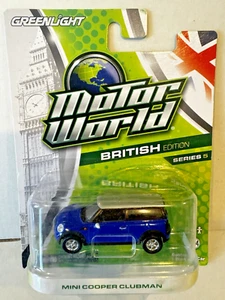 GREENLIGHT
Motor
World
BRITISH EDITION
SERIES 5
MINI COOPER CLUBMAN